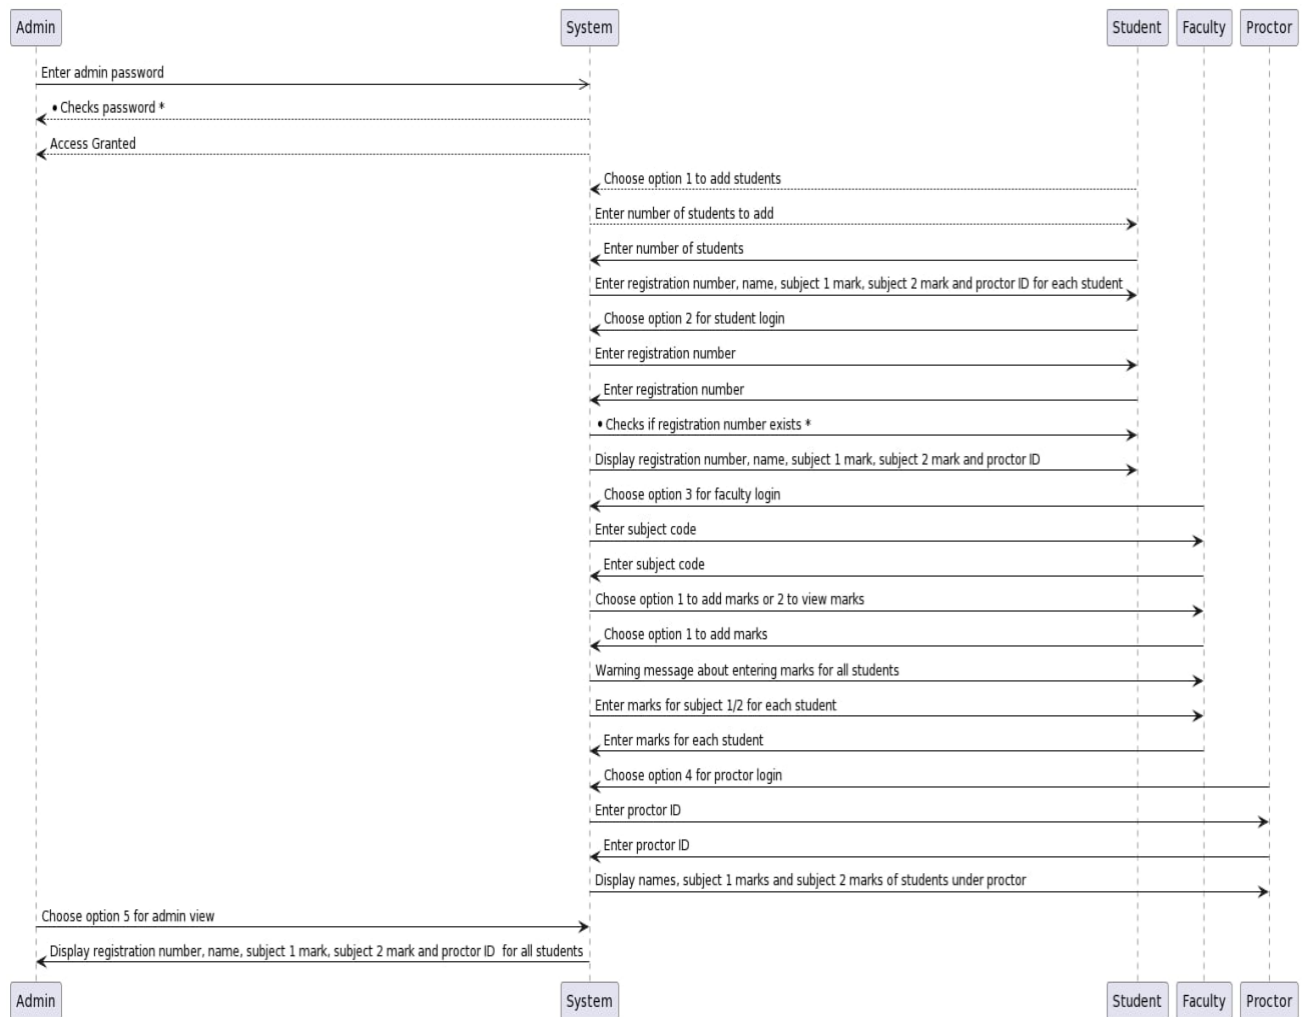 Admin System Student Faculty Proctor
Enter admin password
• Checks password *
Access Granted
Choose option 1 to add students
Enter number of students to add
Enter number of students
Enter registration number, name, subject 1 mark, subject 2 mark and proctor ID for each student
Choose option 2 for student login
Enter registration number
Enter registration number
• Checks if registration number exists *
Display registration number, name, subject 1 mark, subject 2 mark and proctor ID
Choose option 3 for faculty login
Enter subject code
Enter subject code
Choose option 1 to add marks or 2 to view marks
Choose option 1 to add marks
Warning message about entering marks for all students
Enter marks for subject 1/2 for each student
Enter marks for each student
Choose option 4 for proctor login
Enter proctor ID
Enter proctor ID
Display names, subject 1 marks and subject 2 marks of students under proctor
Choose option 5 for admin view
Display registration number, name, subject 1 mark, subject 2 mark and proctor ID for all students
Admin System Student Faculty Proctor